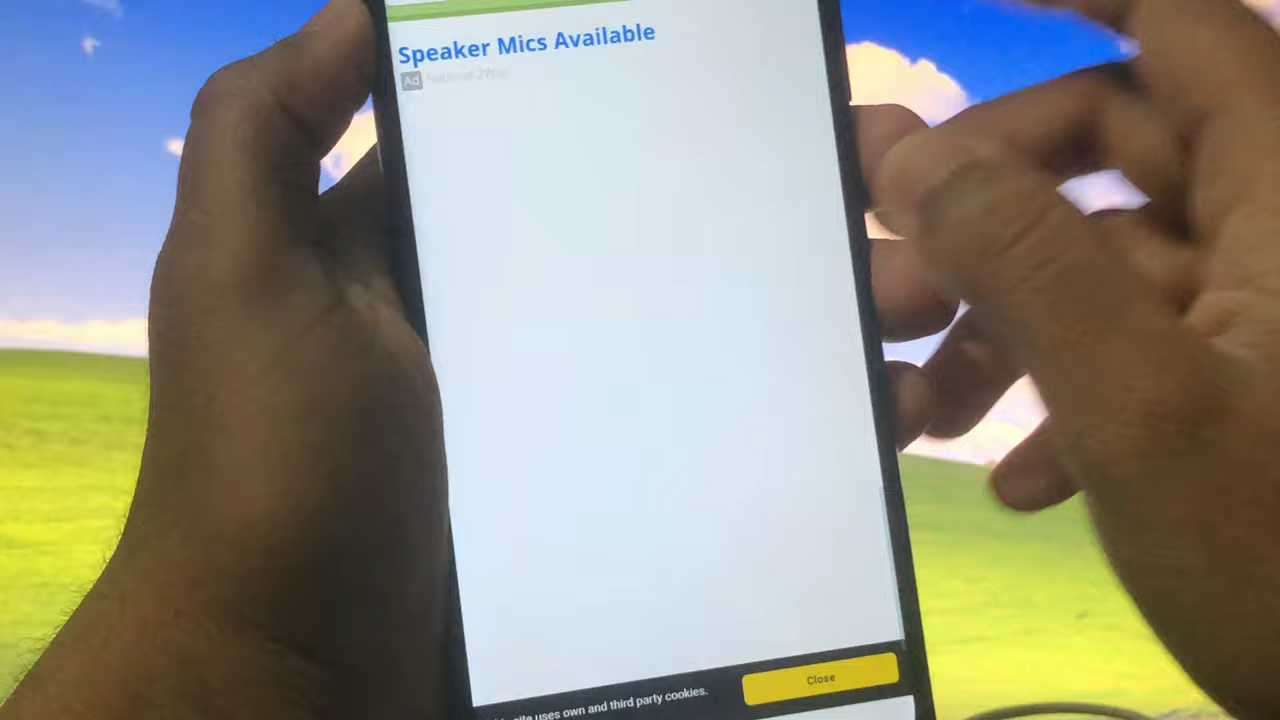 Speaker Mics Available
Ad
site uses own and third party cookies.
Close